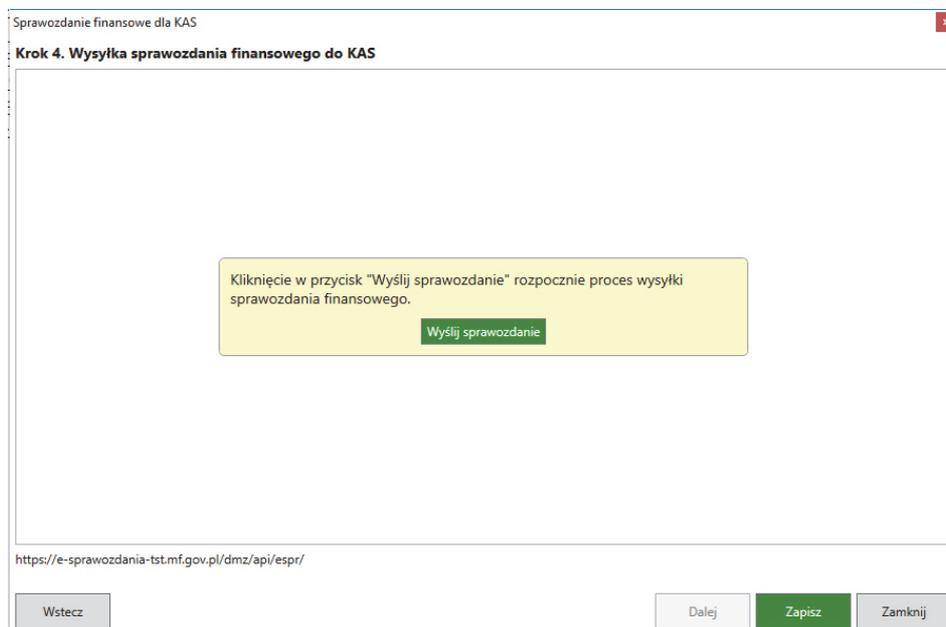 Sprawozdanie finansowe dla KAS
Krok 4. Wysyłka sprawozdania finansowego do KAS
Kliknięcie w przycisk "Wyślij sprawozdanie" rozpocznie proces wysyłki
sprawozdania finansowego.
Wyślij sprawozdanie
https://e-sprawozdania-tst.mf.gov.pl/dmz/api/espr/
Wstecz
Dalej
Zapisz
Zamknij